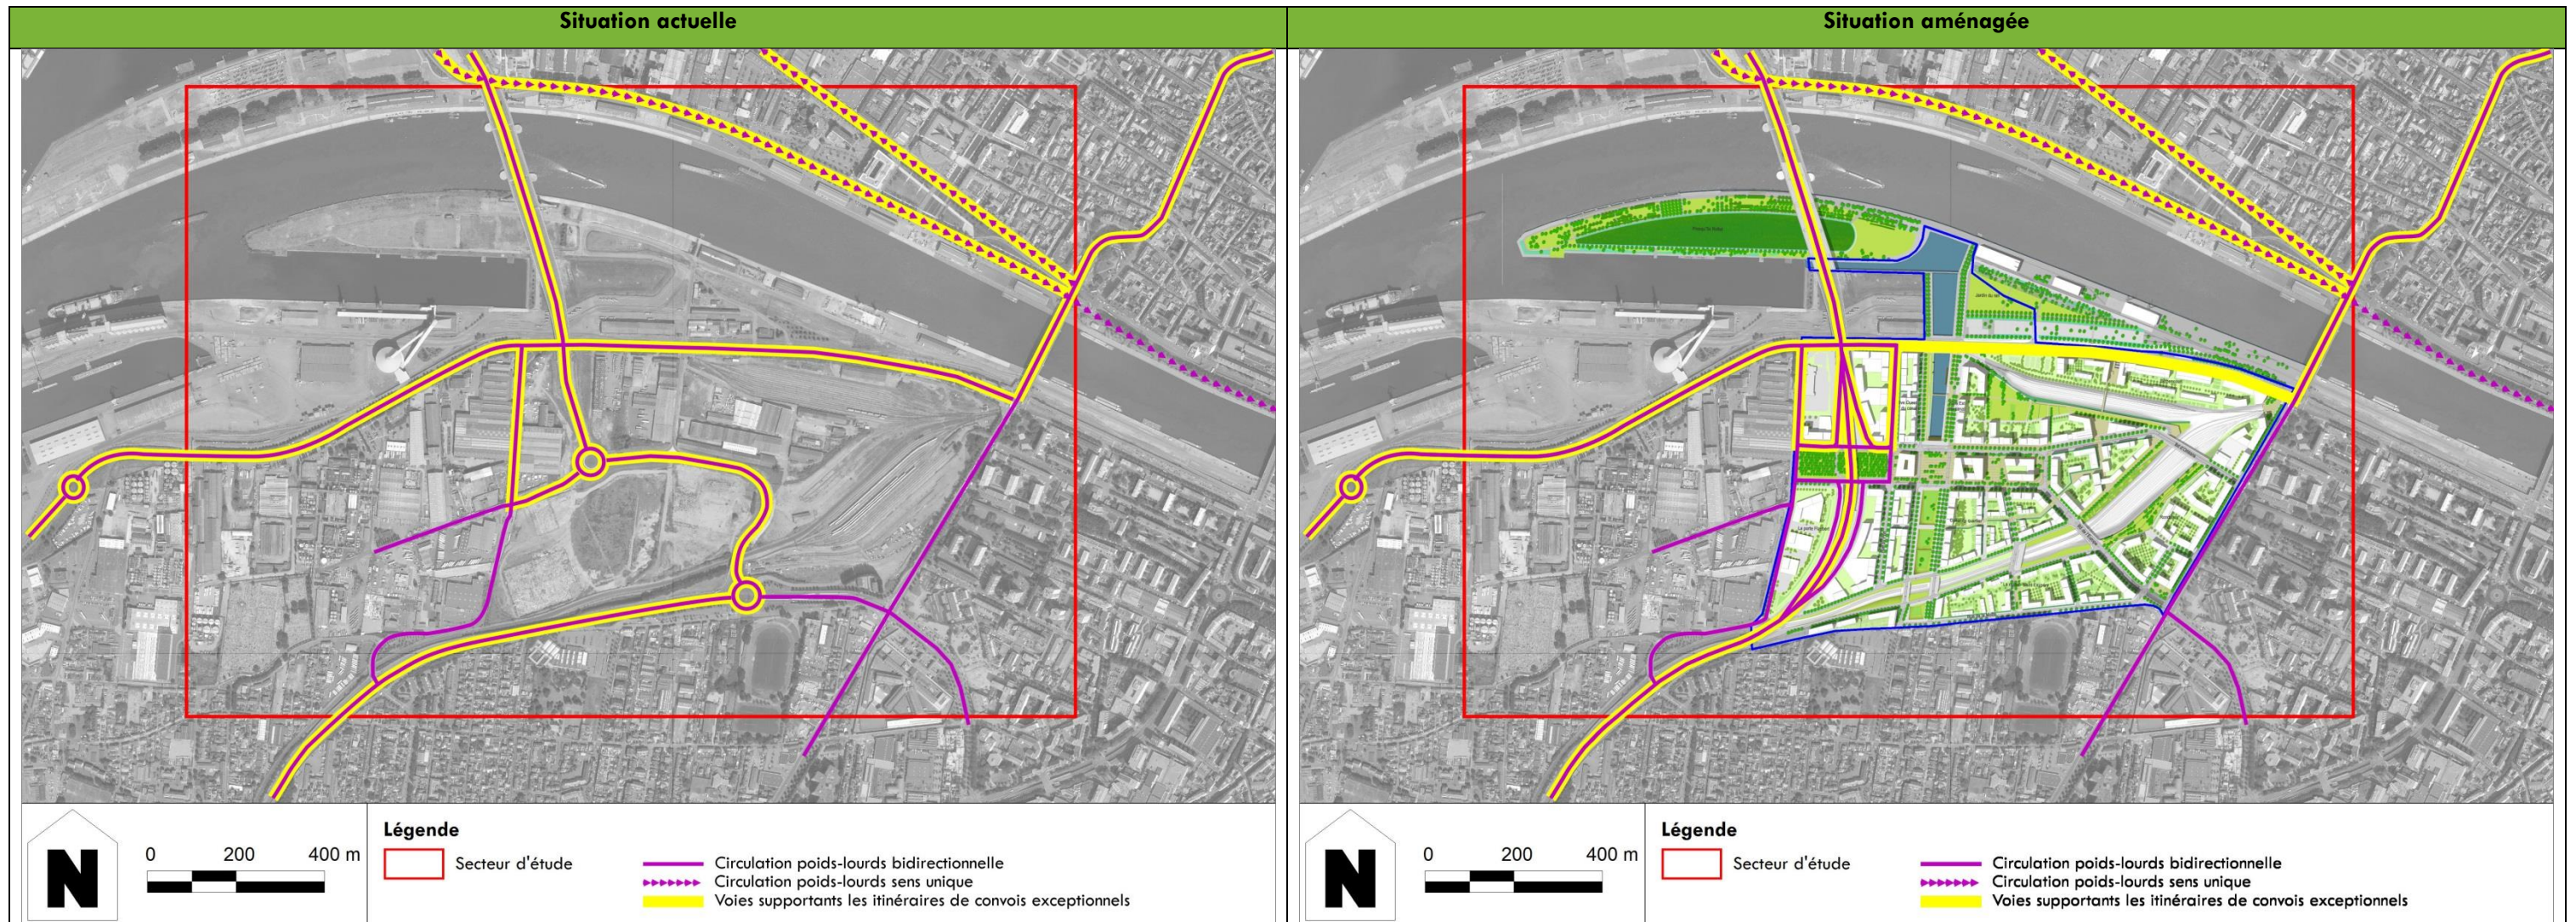 Situation actuelle
Situation aménagée
N
0 200 400 m
Légende
Secteur d'étude
Circulation poids-lourds bidirectionnelle
Circulation poids-lourds sens unique
Voies supportants les itinéraires de convois exceptionnels
N
0 200 400 m
Légende
Secteur d'étude
Circulation poids-lourds bidirectionnelle
Circulation poids-lourds sens unique
Voies supportants les itinéraires de convois exceptionnels